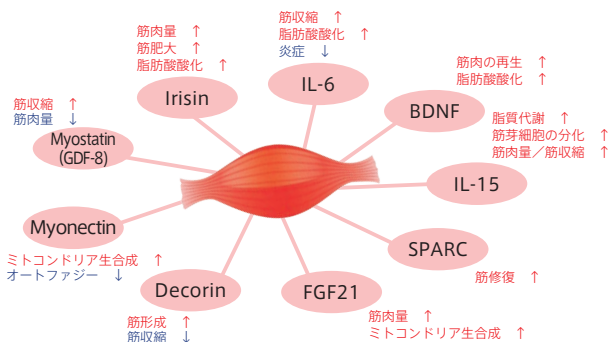 筋肉量 ↑
筋肥大 ↑
脂肪酸酸化 ↑
Irisin
筋収縮 ↑
脂肪酸酸化 ↑
炎症 ↓
IL-6
筋肉の再生 ↑
脂肪酸酸化 ↑
BDNF
脂質代謝 ↑
筋芽細胞の分化 ↑
筋肉量／筋収縮 ↑
IL-15
SPARC
筋修復 ↑
FGF21
筋肉量 ↑
ミトコンドリア生合成 ↑
Decorin
筋形成 ↑
筋収縮 ↓
Myonectin
ミトコンドリア生合成 ↑
オートファジー ↓
筋収縮 ↑
筋肉量 ↓
Myostatin
(GDF-8)